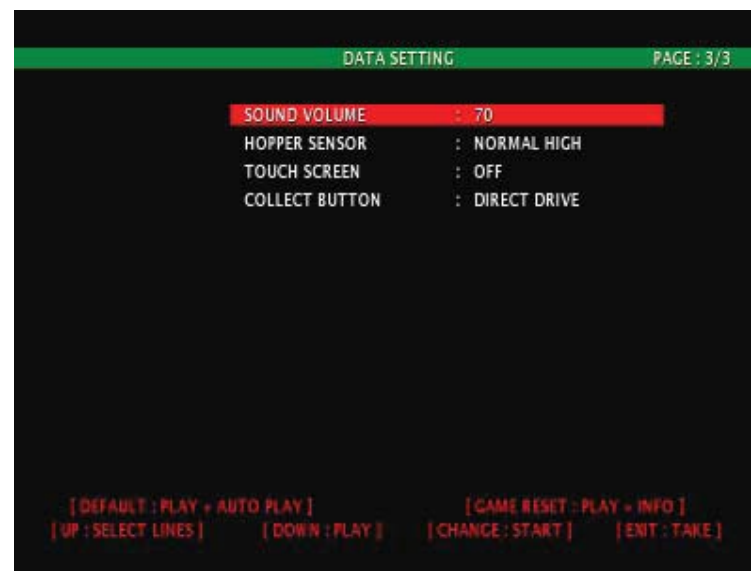 DATA SETTING PAGE : 3/3
SOUND VOLUME : 70
HOPPER SENSOR : NORMAL HIGH
TOUCH SCREEN : OFF
COLLECT BUTTON : DIRECT DRIVE
[ DEFAULT : PLAY + AUTO PLAY ] [ GAME RESET : PLAY + INFO ]
[ UP : SELECT LINES ] [ DOWN : PLAY ] [ CHANGE : START ] [ EXIT : TAKE ]